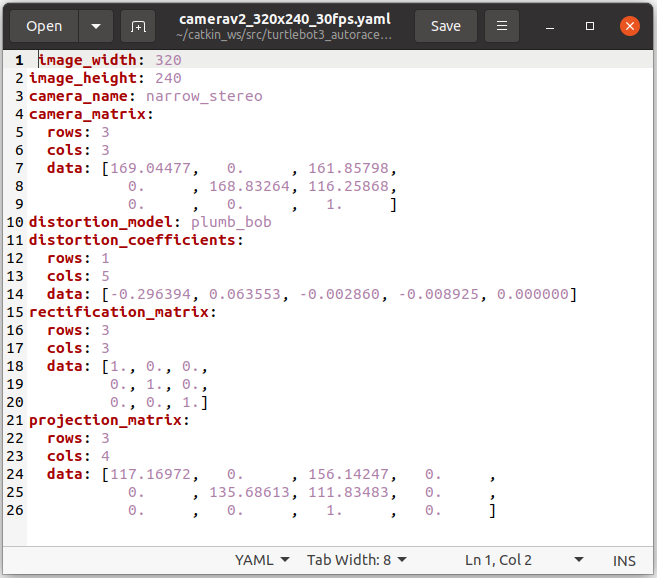 Open
camerav2_320x240_30fps.yaml
~/catkin_ws/src/turtlebot3_autorace...
Save
1  image_width: 320
2 image_height: 240
3 camera_name: narrow_stereo
4 camera_matrix:
5   rows: 3
6   cols: 3
7   data: [169.04477,   0.     , 161.85798,
8            0.     , 168.83264, 116.25868,
9            0.     ,   0.     ,   1.     ]
10 distortion_model: plumb_bob
11 distortion_coefficients:
12   rows: 1
13   cols: 5
14   data: [-0.296394, 0.063553, -0.002860, -0.008925, 0.000000]
15 rectification_matrix:
16   rows: 3
17   cols: 3
18   data: [1., 0., 0.,
19          0., 1., 0.,
20          0., 0., 1.]
21 projection_matrix:
22   rows: 3
23   cols: 4
24   data: [117.16972,   0.     , 156.14247,   0.     ,
25            0.     , 135.68613, 111.83483,   0.     ,
26            0.     ,   0.     ,   1.     ,   0.     ]
YAML Tab Width: 8 Ln 1, Col 2 INS